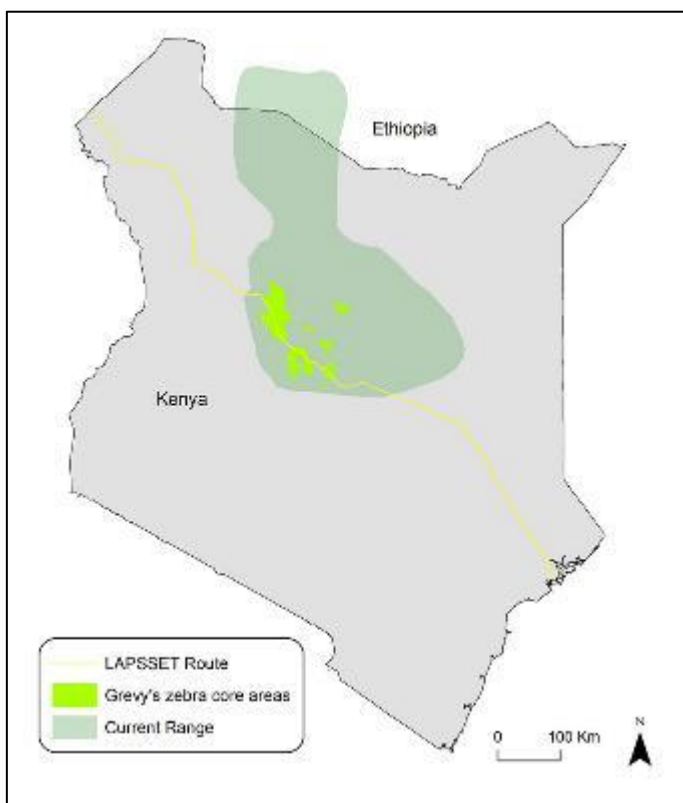 Ethiopia
Kenya
LAPSSET Route
Grevy's zebra core areas
Current Range
0 100 Km
N